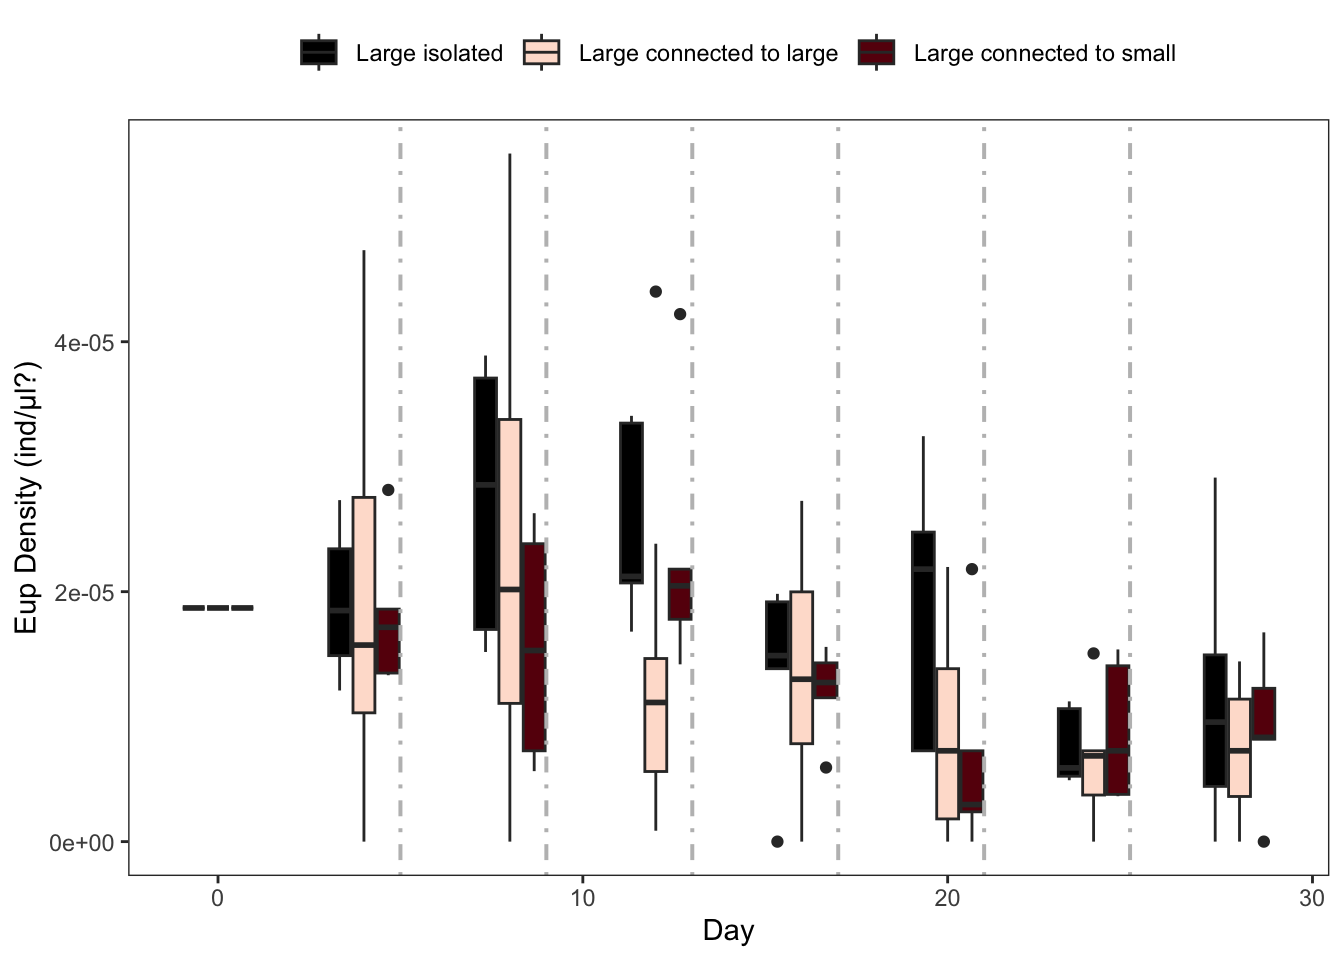 Large isolated Large connected to large Large connected to small
Eup Density (ind/μl?)
4e-05
2e-05
0e+00
0 10 20 30
Day